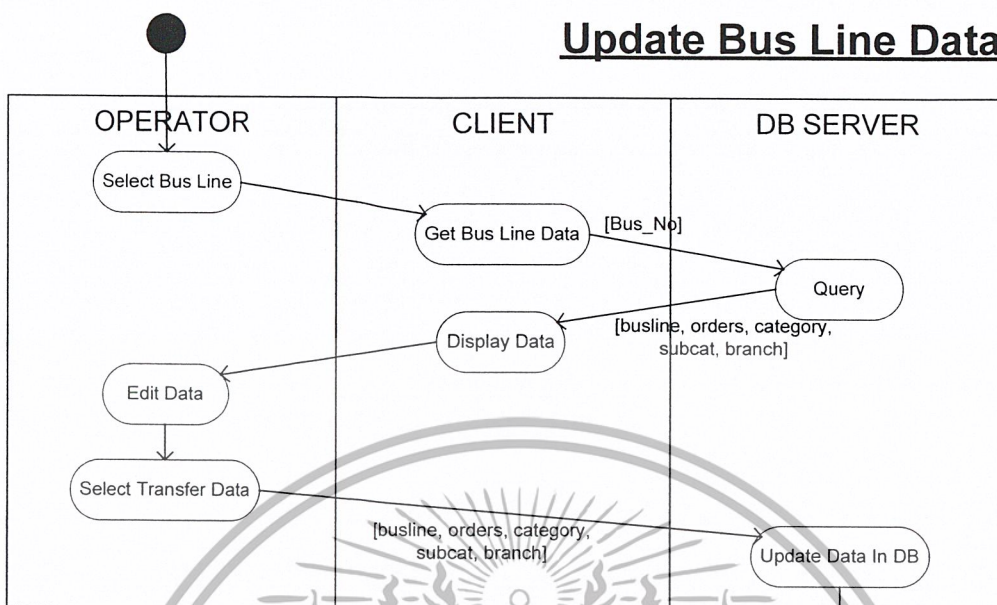 Update Bus Line Data
OPERATOR
CLIENT
DB SERVER
Select Bus Line
Get Bus Line Data
[Bus_No]
Query
[busline, orders, category,
subcat, branch]
Display Data
Edit Data
Select Transfer Data
[busline, orders, category,
subcat, branch]
Update Data In DB